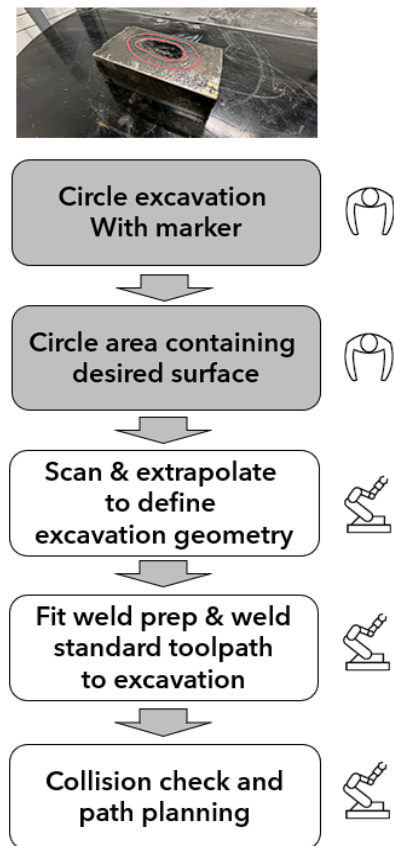 Circle excavation
With marker
Circle area containing
desired surface
Scan & extrapolate
to define
excavation geometry
Fit weld prep & weld
standard toolpath
to excavation
Collision check and
path planning